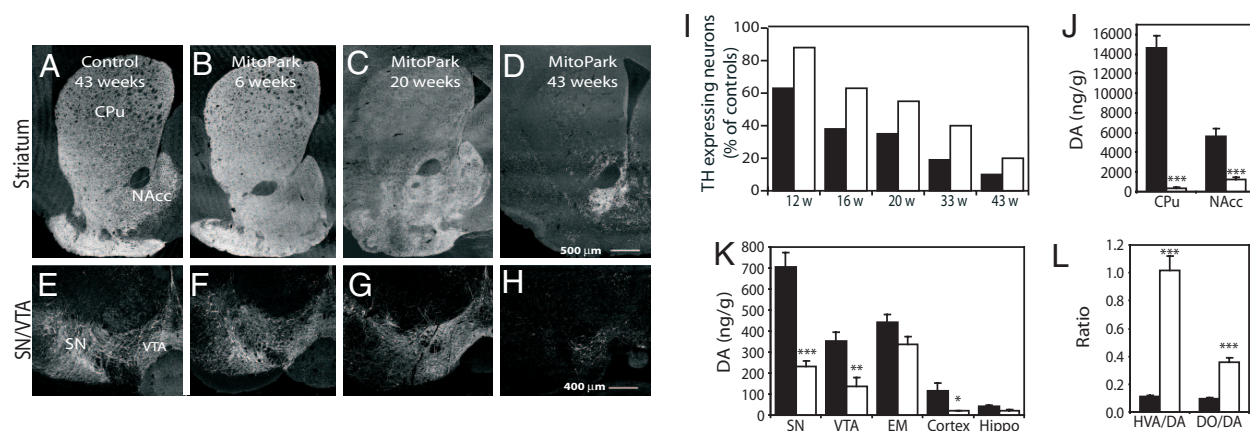 A
Control
43 weeks
CPu
NAcc
B
MitoPark
6 weeks
C
MitoPark
20 weeks
D
MitoPark
43 weeks
500 µm
Striatum
E
SN
VTA
F
G
H
400 µm
SN/VTA
I
TH expressing neurons
(% of controls)
100
80
60
40
20
0
12 w 16 w 20 w 33 w 43 w
J
DA (ng/g)
16000
14000
12000
10000
8000
6000
4000
2000
0
***
***
CPu NAcc
K
DA (ng/g)
800
700
600
500
400
300
200
100
0
***
**
*
SN VTA EM Cortex Hippo
L
Ratio
1.2
1.0
0.8
0.6
0.4
0.2
0
***
***
HVA/DA DO/DA